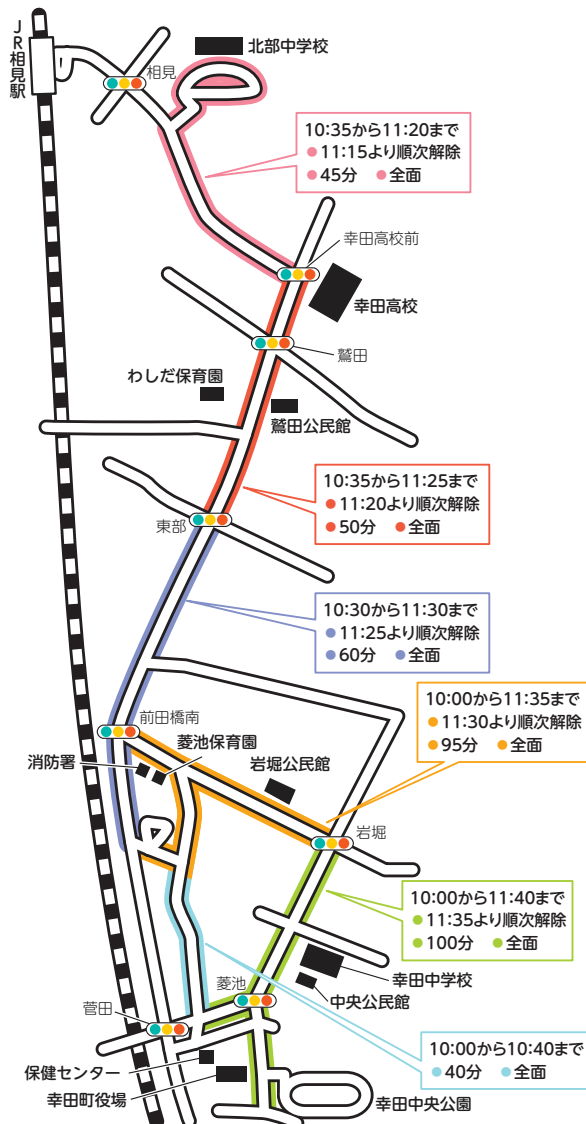 JR相見駅
相見
北部中学校
10:35から11:20まで
●11:15より順次解除
●45分 ●全面
幸田高校前
幸田高校
鷲田
わしだ保育園
鷲田公民館
10:35から11:25まで
●11:20より順次解除
●50分 ●全面
東部
10:30から11:30まで
●11:25より順次解除
●60分 ●全面
10:00から11:35まで
●11:30より順次解除
●95分 ●全面
前田橋南
菱池保育園
消防署
岩堀公民館
岩堀
10:00から11:40まで
●11:35より順次解除
●100分 ●全面
幸田中学校
中央公民館
菱池
菅田
10:00から10:40まで
●40分 ●全面
保健センター
幸田町役場
幸田中央公園